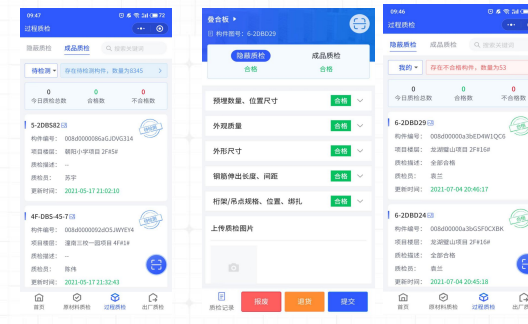 09:47
过程质检
隐蔽质检 成品质检 搜索关键词
待检测 存在待检测构件，数量为8345
0 0 0
今日质检总数 合格数 不合格数
5-2DBS82
构件编号： 008d0000086aGJDVG314
项目楼层： 朝阳小学项目 2F#5#
质检描述： --
质检员： 苏宇
更新时间： 2021-05-17 21:02:10
4F-DBS-45-7
构件编号： 008d0000092dO5JWYEY4
项目楼层： 潼南三校一园项目 4F#1#
质检描述： --
质检员： 陈伟
更新时间： 2021-05-17 21:32:43
首页 原材料质检 过程质检 出厂质检
叠合板
构件图号：6-2DBD29
隐蔽质检 成品质检
合格 合格
预埋数量、位置尺寸 合格
外观质量 合格
外形尺寸 合格
钢筋伸出长度、间距 合格
桁架/吊点规格、位置、绑扎 合格
上传质检图片
质检记录 报废 退货 提交
09:46
过程质检
隐蔽质检 成品质检 搜索关键词
我的 存在不合格构件，数量为53
0 0 0
今日质检总数 合格数 不合格数
6-2DBD29
构件编号： 008d00000a3bED4W1QC6
项目楼层： 龙湖璧山项目 2F#16#
质检描述： 全部合格
质检员： 袁兰
更新时间： 2021-07-04 20:46:17
6-2DBD24
构件编号： 008d00000a3bGSF0CXBK
项目楼层： 龙湖璧山项目 2F#16#
质检描述： 全部合格
质检员： 袁兰
更新时间： 2021-07-04 20:45:18
首页 原材料质检 过程质检 出厂质检